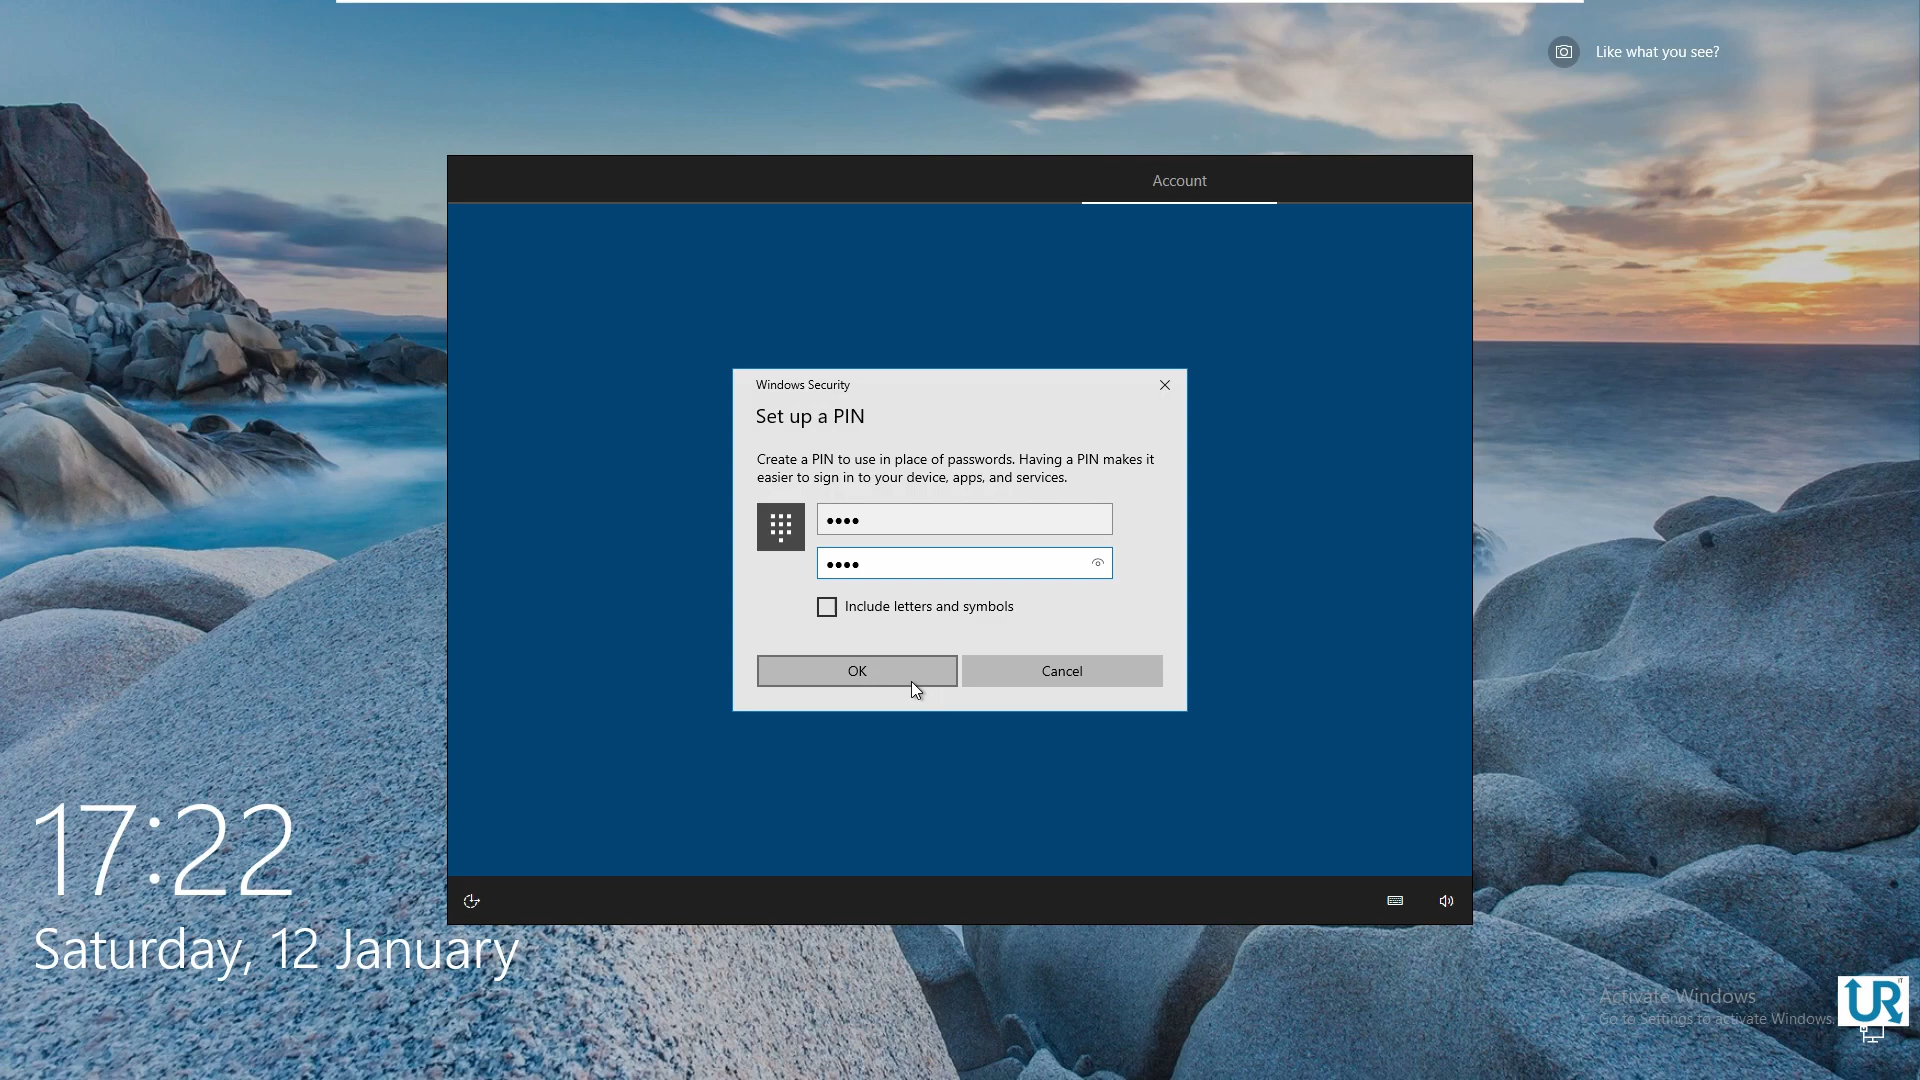 Like what you see?
Account
Windows Security
Set up a PIN
Create a PIN to use in place of passwords. Having a PIN makes it
easier to sign in to your device, apps, and services.
●●●●
●●●●
Include letters and symbols
OK
Cancel
17:22
Saturday, 12 January
Activate Windows
Go to Settings to activate Windows.
UR
IT